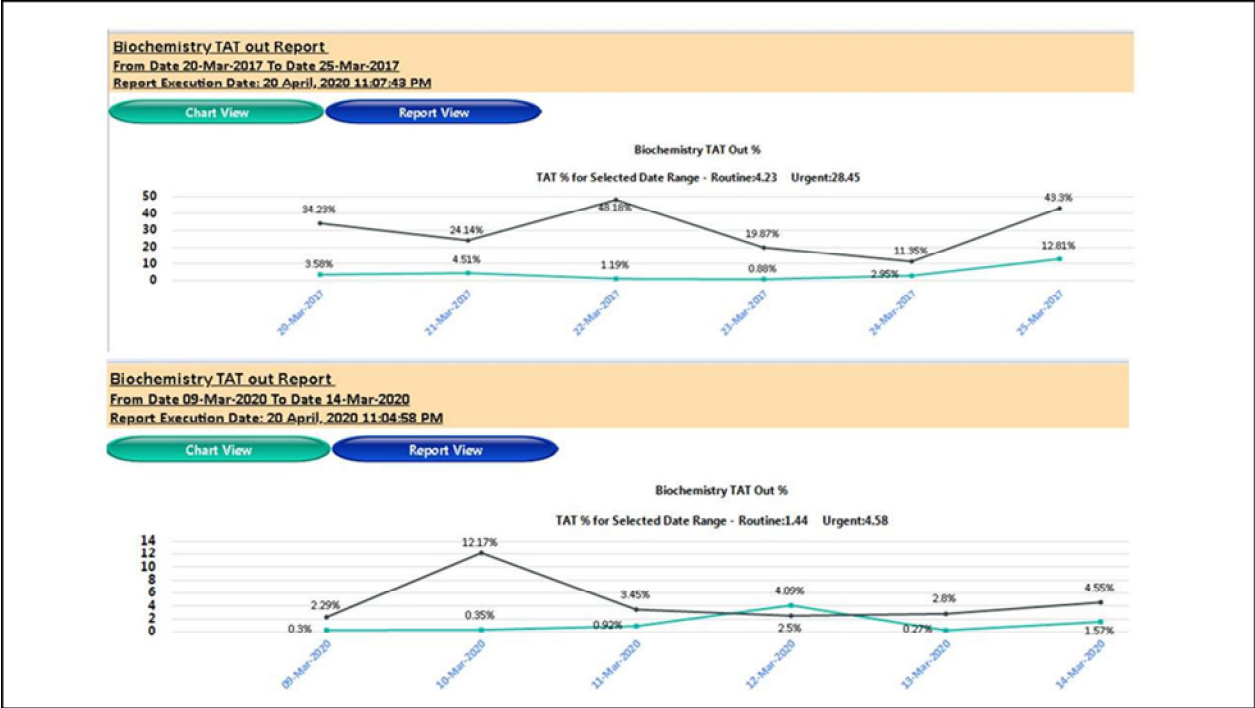 Biochemistry TAT out Report
From Date 20-Mar-2017 To Date 25-Mar-2017
Report Execution Date: 20 April, 2020 11:07:43 PM
Chart View Report View
Biochemistry TAT Out %
TAT % for Selected Date Range - Routine:4.23 Urgent:28.45
50
40
30
20
10
0
34.23% 24.14% 48.18% 19.87% 11.35% 43.3%
3.58% 4.51% 1.19% 0.88% 2.95% 12.81%
20-Mar-2017 21-Mar-2017 22-Mar-2017 23-Mar-2017 24-Mar-2017 25-Mar-2017
Biochemistry TAT out Report
From Date 09-Mar-2020 To Date 14-Mar-2020
Report Execution Date: 20 April, 2020 11:04:58 PM
Chart View Report View
Biochemistry TAT Out %
TAT % for Selected Date Range - Routine:1.44 Urgent:4.58
14
12
10
8
6
4
2
0
2.29% 12.17% 3.45% 4.09% 2.8% 4.55%
0.3% 0.35% 0.92% 2.5% 0.27% 1.57%
09-Mar-2020 10-Mar-2020 11-Mar-2020 12-Mar-2020 13-Mar-2020 14-Mar-2020